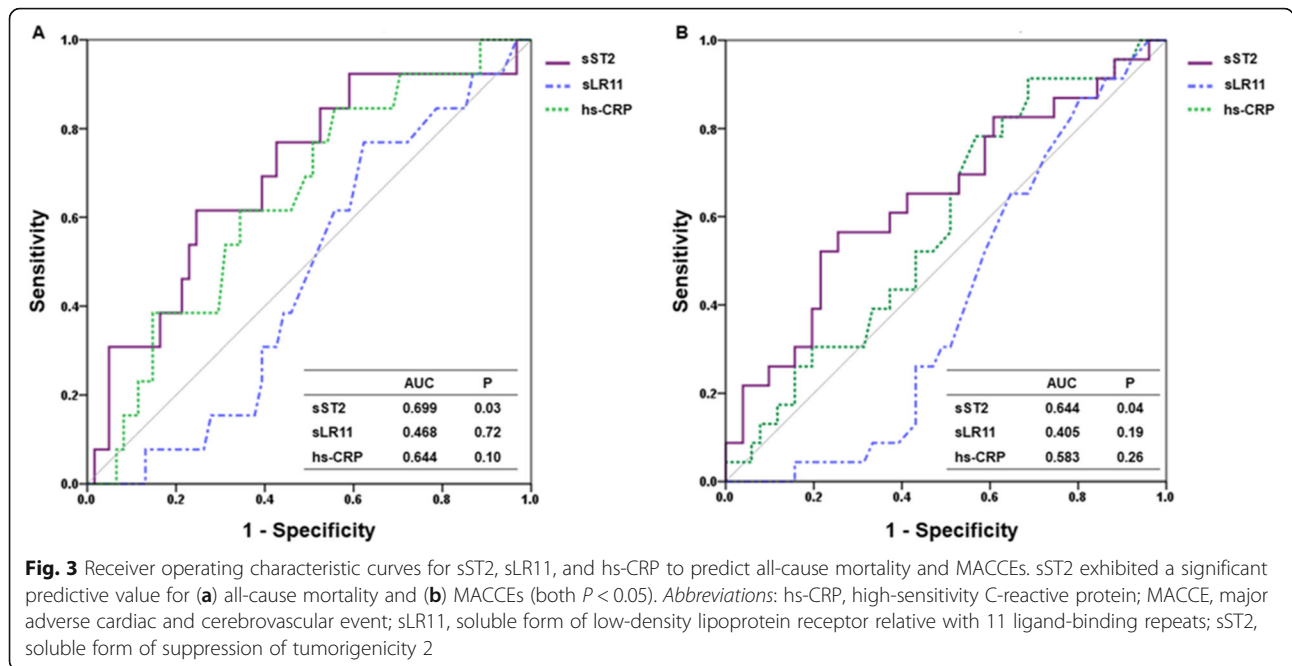 A
B
1.0
0.8
0.6
0.4
0.2
0.0
Sensitivity
0.0 0.2 0.4 0.6 0.8 1.0
1 - Specificity
sST2
sLR11
hs-CRP
AUC P
sST2 0.699 0.03
sLR11 0.468 0.72
hs-CRP 0.644 0.10
1.0
0.8
0.6
0.4
0.2
0.0
Sensitivity
0.0 0.2 0.4 0.6 0.8 1.0
1 - Specificity
sST2
sLR11
hs-CRP
AUC P
sST2 0.644 0.04
sLR11 0.405 0.19
hs-CRP 0.583 0.26
Fig. 3 Receiver operating characteristic curves for sST2, sLR11, and hs-CRP to predict all-cause mortality and MACCEs. sST2 exhibited a significant
predictive value for (a) all-cause mortality and (b) MACCEs (both P < 0.05). Abbreviations: hs-CRP, high-sensitivity C-reactive protein; MACCE, major
adverse cardiac and cerebrovascular event; sLR11, soluble form of low-density lipoprotein receptor relative with 11 ligand-binding repeats; sST2,
soluble form of suppression of tumorigenicity 2